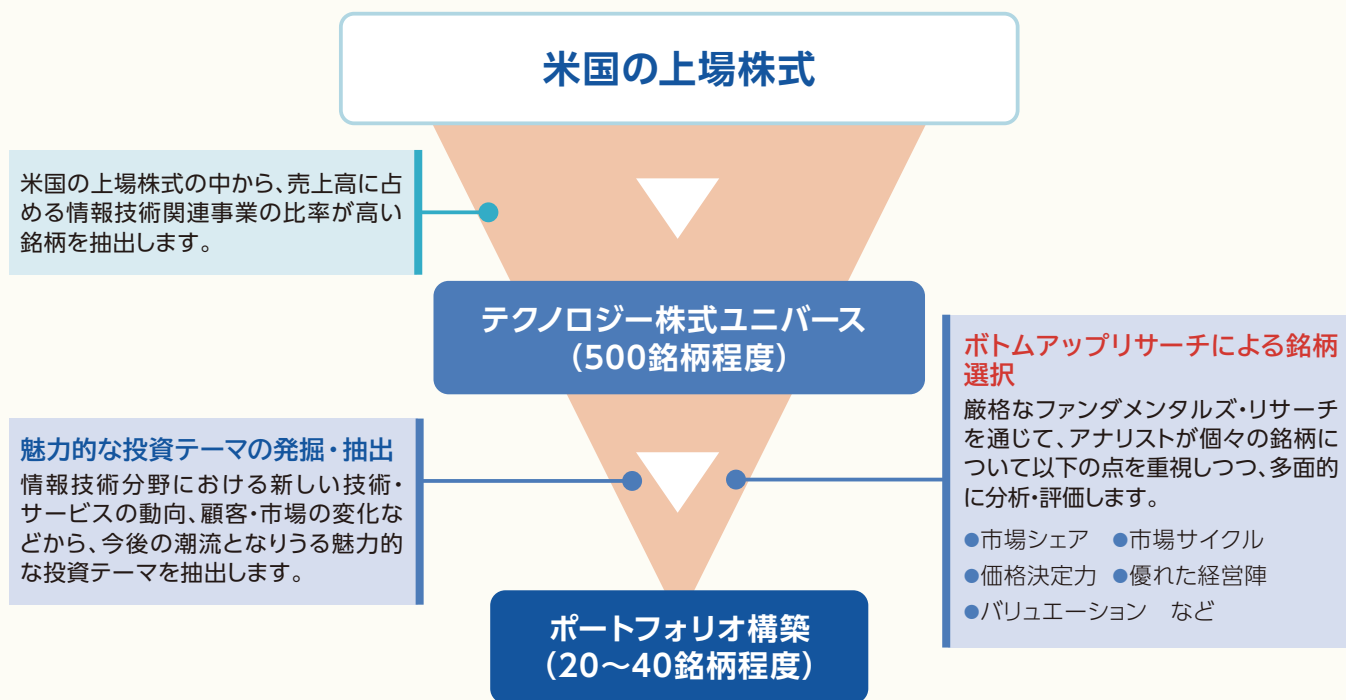 米国の上場株式
米国の上場株式の中から、売上高に占
める情報技術関連事業の比率が高い
銘柄を抽出します。
テクノロジー株式ユニバース
（500銘柄程度）
魅力的な投資テーマの発掘・抽出
情報技術分野における新しい技術・
サービスの動向、顧客・市場の変化な
どから、今後の潮流となりうる魅力的
な投資テーマを抽出します。
ボトムアップリサーチによる銘柄
選択
厳格なファンダメンタルズ・リサーチ
を通じて、アナリストが個々の銘柄に
ついて以下の点を重視しつつ、多面的
に分析・評価します。
●市場シェア ●市場サイクル
●価格決定力 ●優れた経営陣
●バリュエーション など
ポートフォリオ構築
（20～40銘柄程度）